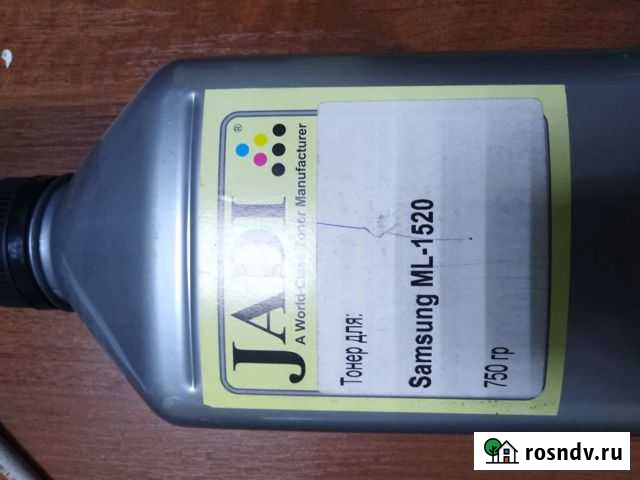 JADI
®
A World-Class Toner Manufacturer
Тонер для:
Samsung ML-1520
750 гр
rosndv.ru